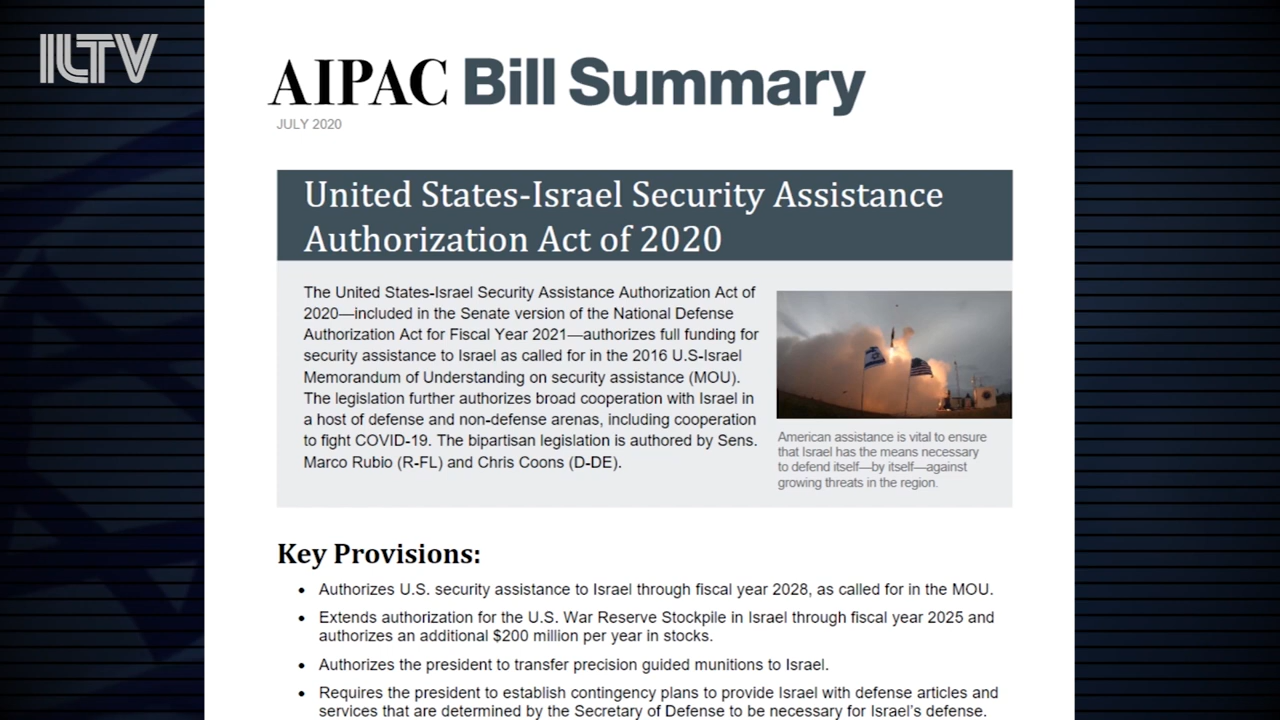 ILTV
AIPAC Bill Summary
JULY 2020
United States-Israel Security Assistance
Authorization Act of 2020
The United States-Israel Security Assistance Authorization Act of
2020—included in the Senate version of the National Defense
Authorization Act for Fiscal Year 2021—authorizes full funding for
security assistance to Israel as called for in the 2016 U.S-Israel
Memorandum of Understanding on security assistance (MOU).
The legislation further authorizes broad cooperation with Israel in
a host of defense and non-defense arenas, including cooperation
to fight COVID-19. The bipartisan legislation is authored by Sens.
Marco Rubio (R-FL) and Chris Coons (D-DE).
American assistance is vital to ensure
that Israel has the means necessary
to defend itself—by itself—against
growing threats in the region.
Key Provisions:
• Authorizes U.S. security assistance to Israel through fiscal year 2028, as called for in the MOU.
• Extends authorization for the U.S. War Reserve Stockpile in Israel through fiscal year 2025 and
authorizes an additional $200 million per year in stocks.
• Authorizes the president to transfer precision guided munitions to Israel.
• Requires the president to establish contingency plans to provide Israel with defense articles and
services that are determined by the Secretary of Defense to be necessary for Israel's defense.